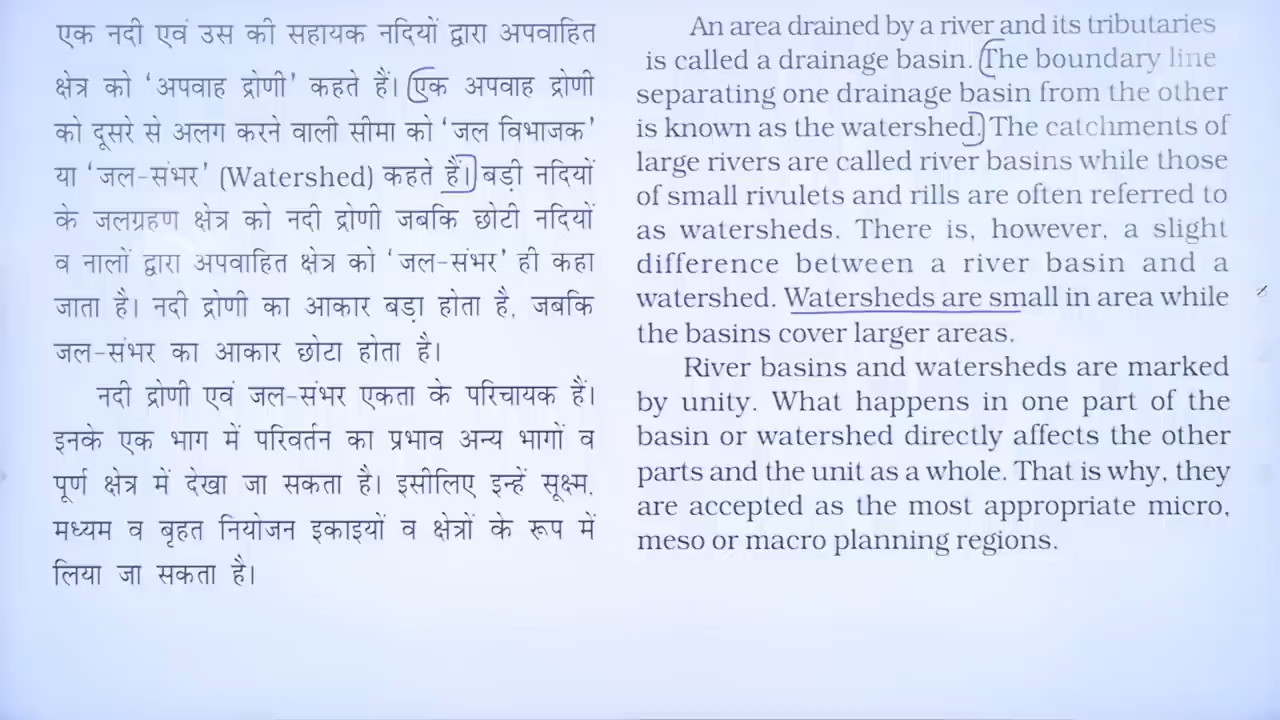 एक नदी एवं उस की सहायक नदियों द्वारा अपवाहित
क्षेत्र को ‘अपवाह द्रोणी’ कहते हैं। एक अपवाह द्रोणी
को दूसरे से अलग करने वाली सीमा को ‘जल विभाजक’
या ‘जल-संभर’ (Watershed) कहते हैं। बड़ी नदियों
के जलग्रहण क्षेत्र को नदी द्रोणी जबकि छोटी नदियों
व नालों द्वारा अपवाहित क्षेत्र को ‘जल-संभर’ ही कहा
जाता है। नदी द्रोणी का आकार बड़ा होता है, जबकि
जल-संभर का आकार छोटा होता है।
नदी द्रोणी एवं जल-संभर एकता के परिचायक हैं।
इनके एक भाग में परिवर्तन का प्रभाव अन्य भागों व
पूर्ण क्षेत्र में देखा जा सकता है। इसीलिए इन्हें सूक्ष्म,
मध्यम व बृहत नियोजन इकाइयों व क्षेत्रों के रूप में
लिया जा सकता है।
An area drained by a river and its tributaries
is called a drainage basin. The boundary line
separating one drainage basin from the other
is known as the watershed. The catchments of
large rivers are called river basins while those
of small rivulets and rills are often referred to
as watersheds. There is, however, a slight
difference between a river basin and a
watershed. Watersheds are small in area while
the basins cover larger areas.
River basins and watersheds are marked
by unity. What happens in one part of the
basin or watershed directly affects the other
parts and the unit as a whole. That is why, they
are accepted as the most appropriate micro,
meso or macro planning regions.